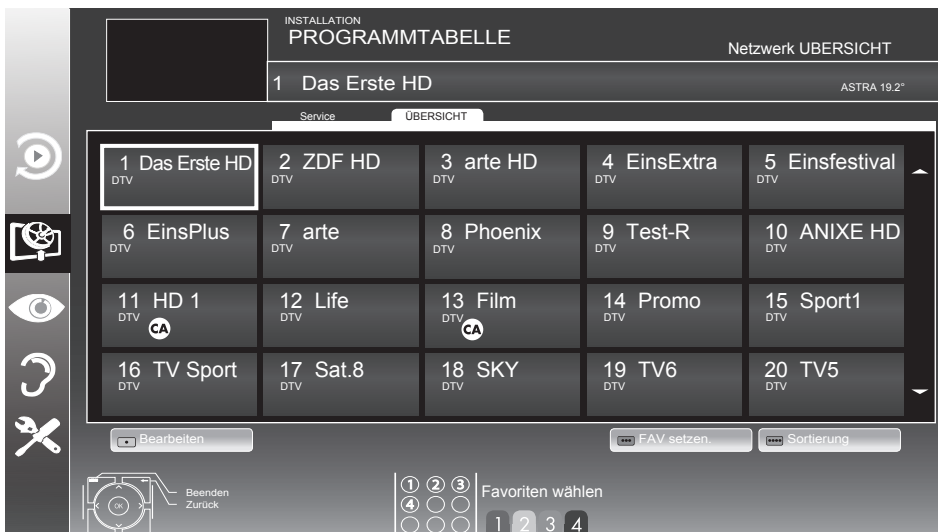 INSTALLATION
PROGRAMMTABELLE
Netzwerk UBERSICHT
1 Das Erste HD
ASTRA 19.2°
Service ÜBERSICHT
1 Das Erste HD 2 ZDF HD 3 arte HD 4 EinsExtra 5 Einsfestival
DTV DTV DTV DTV DTV
6 EinsPlus 7 arte 8 Phoenix 9 Test-R 10 ANIXE HD
DTV DTV DTV DTV DTV
11 HD 1 12 Life 13 Film 14 Promo 15 Sport1
DTV DTV DTV DTV DTV
CA CA
16 TV Sport 17 Sat.8 18 SKY 19 TV6 20 TV5
DTV DTV DTV DTV DTV
Bearbeiten FAV setzen. Sortierung
Beenden
Zurück
OK
1 2 3
4
Favoriten wählen
1 2 3 4